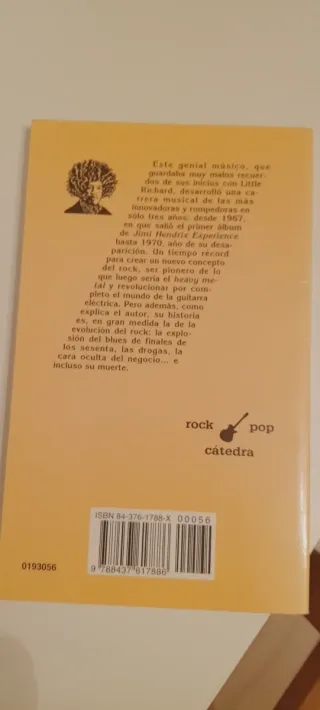 Este genial músico, que
guardaba muy malos recuer-
dos de sus inicios con Little
Richard, desarrolló una ca-
rrera musical de las más
innovadoras y rompedoras en
sólo tres años: desde 1967,
en que salió el primer álbum
de Jimi Hendrix Experience
hasta 1970, año de su desa-
parición. Un tiempo récord
para crear un nuevo concepto
del rock, ser pionero de lo
que luego sería el heavy me-
tal y revolucionar por com-
pleto el mundo de la guitarra
eléctrica. Pero además, como
explica el autor, su historia
es, en gran medida la de la
evolución del rock: la explo-
sión del blues de finales de
los sesenta, las drogas, la
cara oculta del negocio... e
incluso su muerte.
rock pop
cátedra
ISBN 84-376-1788-X 00056
0193056
9 788437 617886